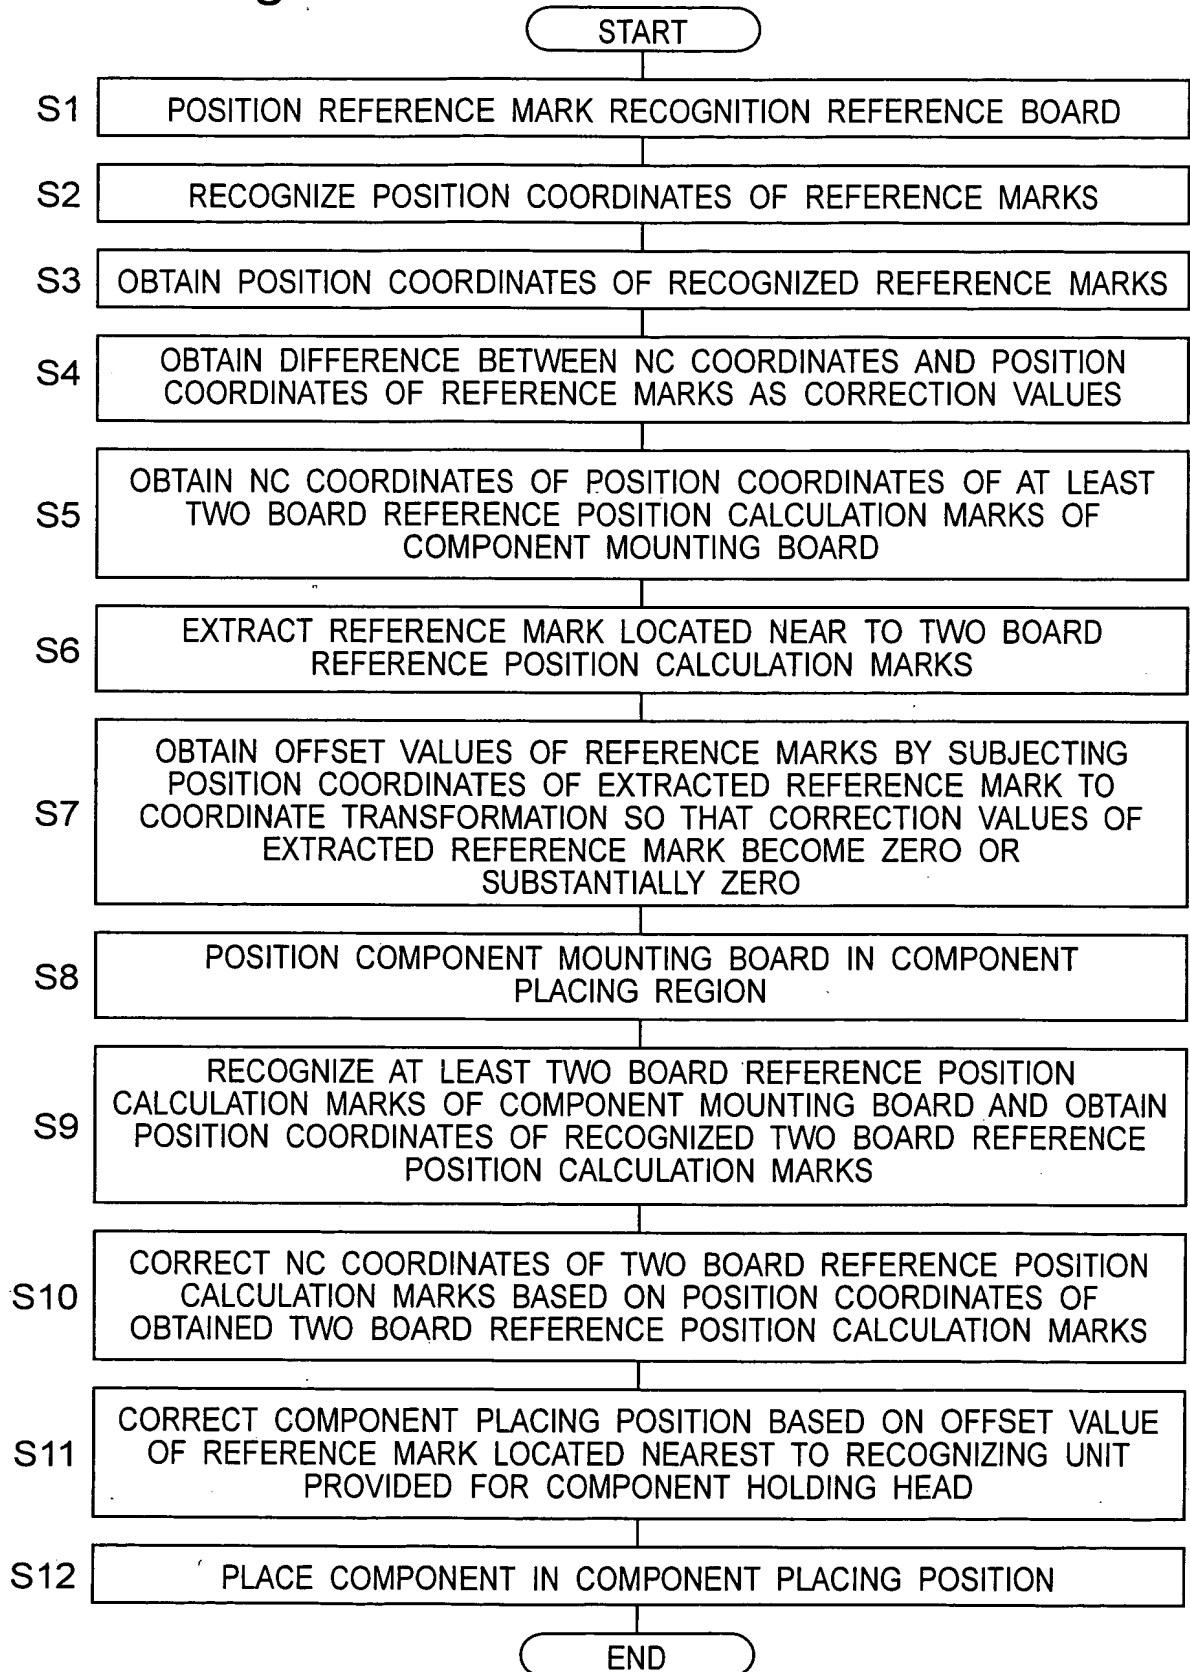 START
S1 POSITION REFERENCE MARK RECOGNITION REFERENCE BOARD
S2 RECOGNIZE POSITION COORDINATES OF REFERENCE MARKS
S3 OBTAIN POSITION COORDINATES OF RECOGNIZED REFERENCE MARKS
S4 OBTAIN DIFFERENCE BETWEEN NC COORDINATES AND POSITION
COORDINATES OF REFERENCE MARKS AS CORRECTION VALUES
S5 OBTAIN NC COORDINATES OF POSITION COORDINATES OF AT LEAST
TWO BOARD REFERENCE POSITION CALCULATION MARKS OF
COMPONENT MOUNTING BOARD
S6 EXTRACT REFERENCE MARK LOCATED NEAR TO TWO BOARD
REFERENCE POSITION CALCULATION MARKS
S7 OBTAIN OFFSET VALUES OF REFERENCE MARKS BY SUBJECTING
POSITION COORDINATES OF EXTRACTED REFERENCE MARK TO
COORDINATE TRANSFORMATION SO THAT CORRECTION VALUES OF
EXTRACTED REFERENCE MARK BECOME ZERO OR
SUBSTANTIALLY ZERO
S8 POSITION COMPONENT MOUNTING BOARD IN COMPONENT
PLACING REGION
S9 RECOGNIZE AT LEAST TWO BOARD REFERENCE POSITION
CALCULATION MARKS OF COMPONENT MOUNTING BOARD AND OBTAIN
POSITION COORDINATES OF RECOGNIZED TWO BOARD REFERENCE
POSITION CALCULATION MARKS
S10 CORRECT NC COORDINATES OF TWO BOARD REFERENCE POSITION
CALCULATION MARKS BASED ON POSITION COORDINATES OF
OBTAINED TWO BOARD REFERENCE POSITION CALCULATION MARKS
S11 CORRECT COMPONENT PLACING POSITION BASED ON OFFSET VALUE
OF REFERENCE MARK LOCATED NEAREST TO RECOGNIZING UNIT
PROVIDED FOR COMPONENT HOLDING HEAD
S12 PLACE COMPONENT IN COMPONENT PLACING POSITION
END